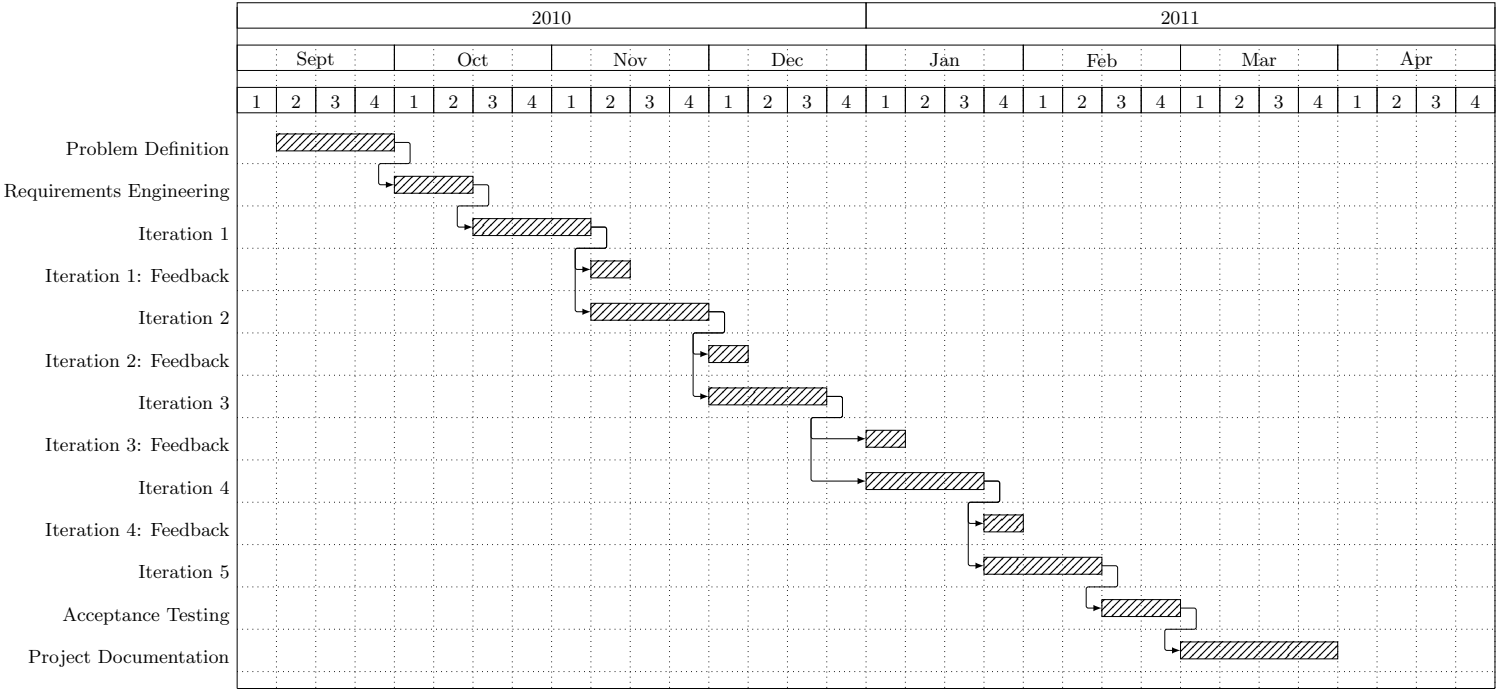 2010 2011
Sept Oct Nov Dec Jan Feb Mar Apr
1 2 3 4 1 2 3 4 1 2 3 4 1 2 3 4 1 2 3 4 1 2 3 4 1 2 3 4 1 2 3 4
Problem Definition
Requirements Engineering
Iteration 1
Iteration 1: Feedback
Iteration 2
Iteration 2: Feedback
Iteration 3
Iteration 3: Feedback
Iteration 4
Iteration 4: Feedback
Iteration 5
Acceptance Testing
Project Documentation